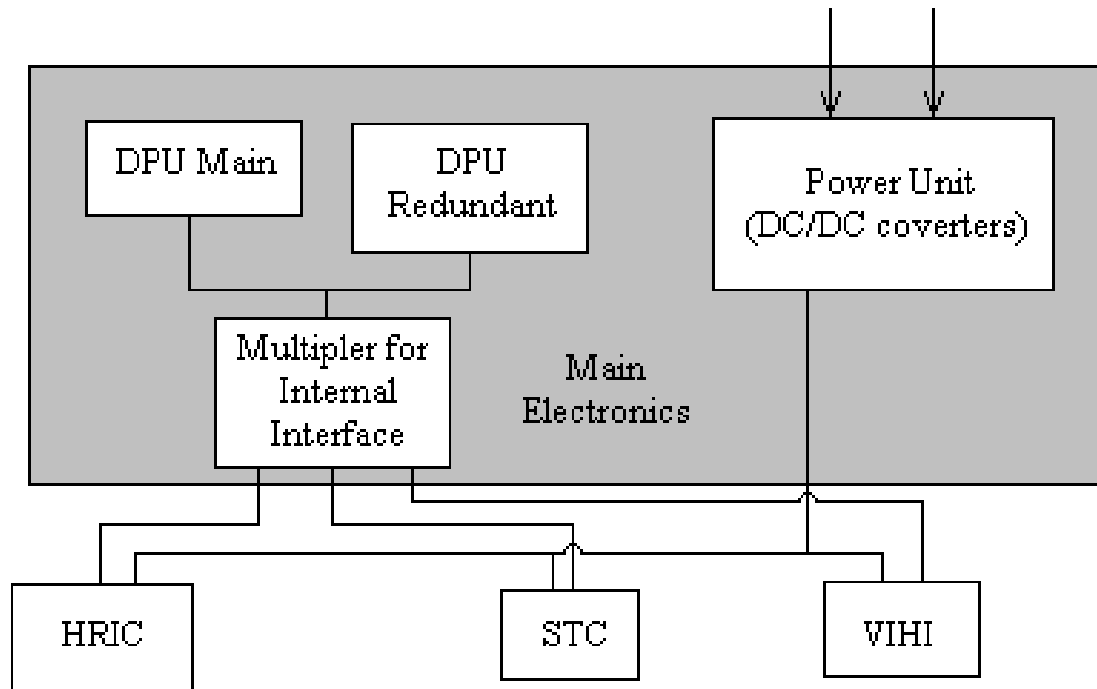 DPU Main
DPU
Redundant
Power Unit
(DC/DC coverters)
Multipler for
Internal
Interface
Main
Electronics
HRIC
STC
VIHI